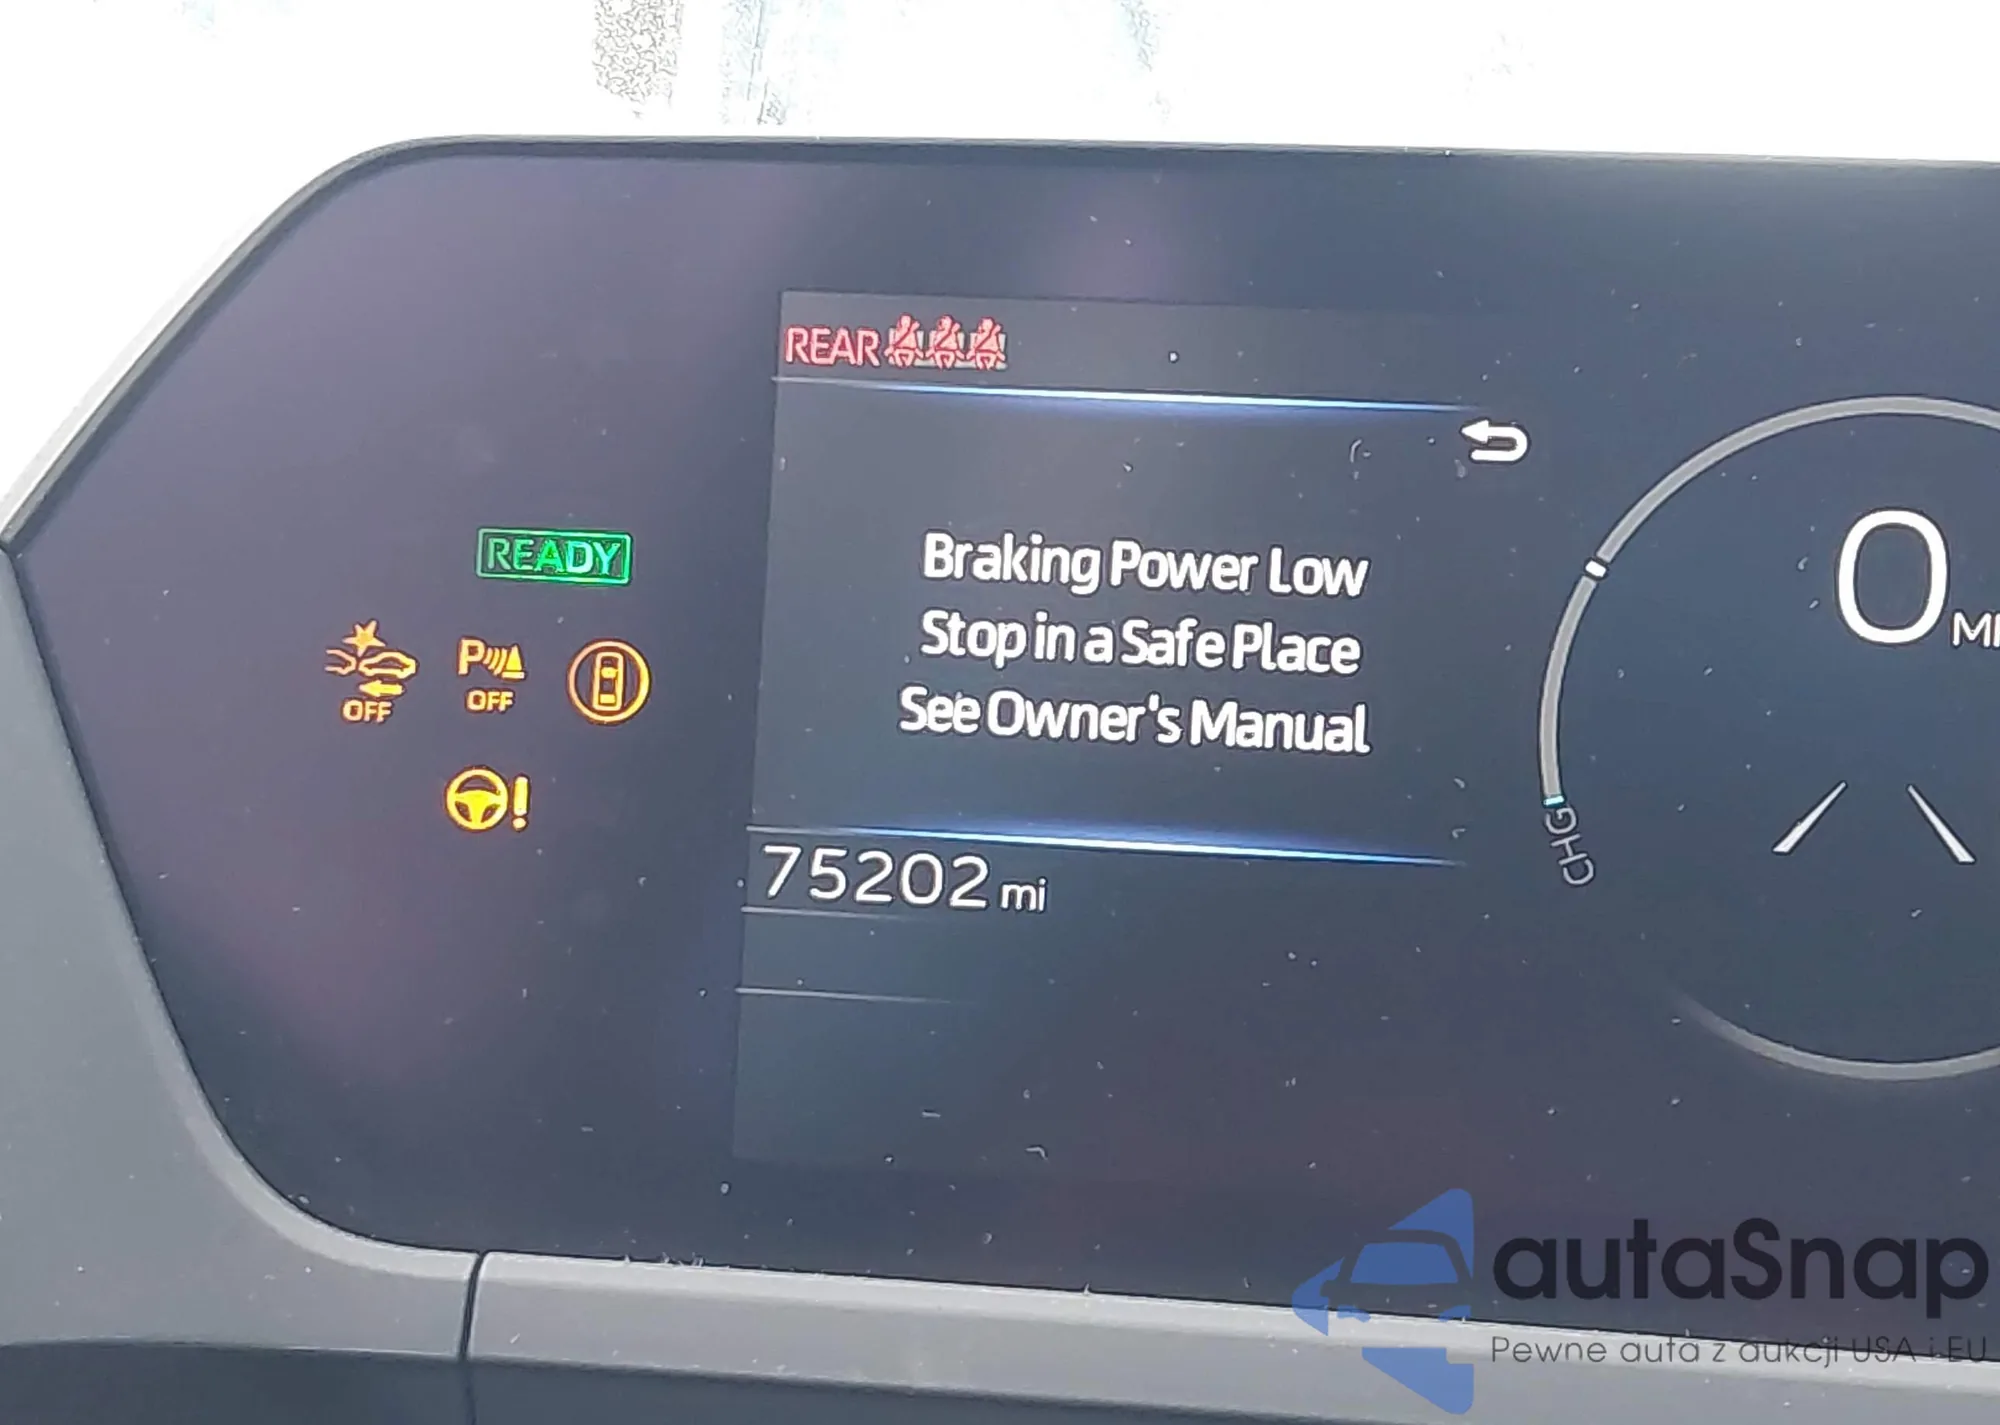 REAR
Braking Power Low
Stop in a Safe Place
See Owner's Manual
READY
OFF
P
OFF
!
75202 mi
0
CHG
autaSnap
Pewne auta z aukcji USA i EU